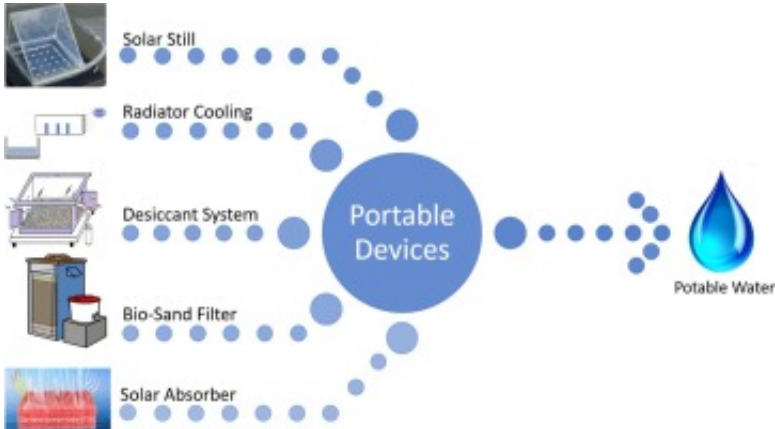 Solar Still
Radiator Cooling
Desiccant System
Bio-Sand Filter
Solar Absorber
Portable
Devices
Potable Water